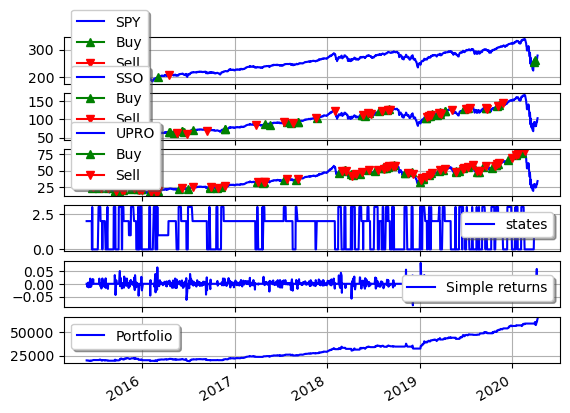 SPY
Buy
Sell
300
200
SSO
Buy
Sell
150
100
50
UPRO
Buy
Sell
75
50
25
2.5
0.0
states
0.05
0.00
−0.05
Simple returns
50000
25000
Portfolio
2016 2017 2018 2019 2020